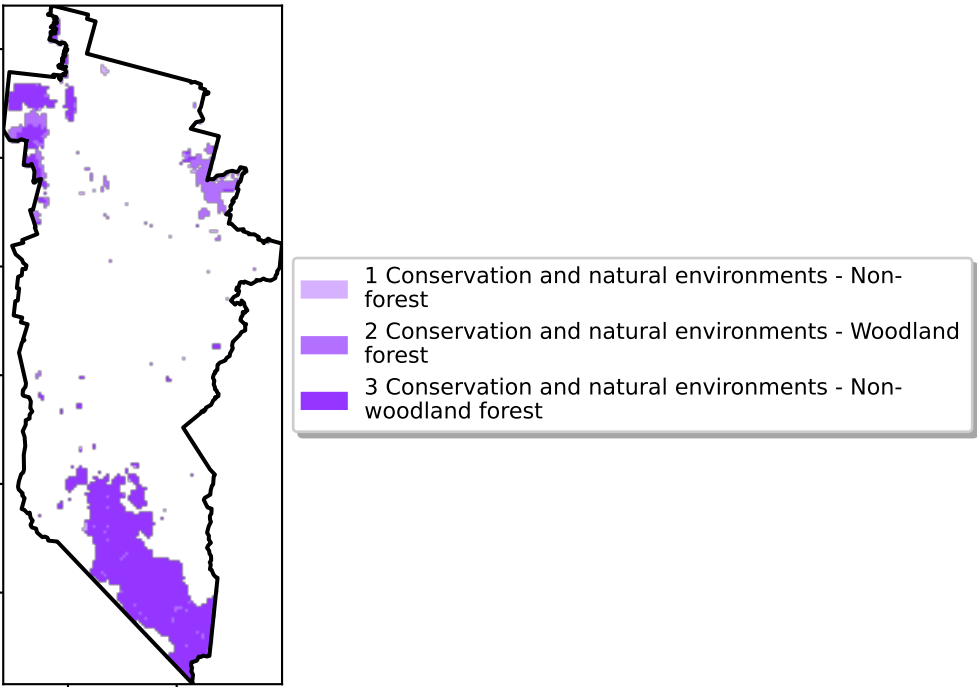 1 Conservation and natural environments - Non-
forest
2 Conservation and natural environments - Woodland
forest
3 Conservation and natural environments - Non-
woodland forest